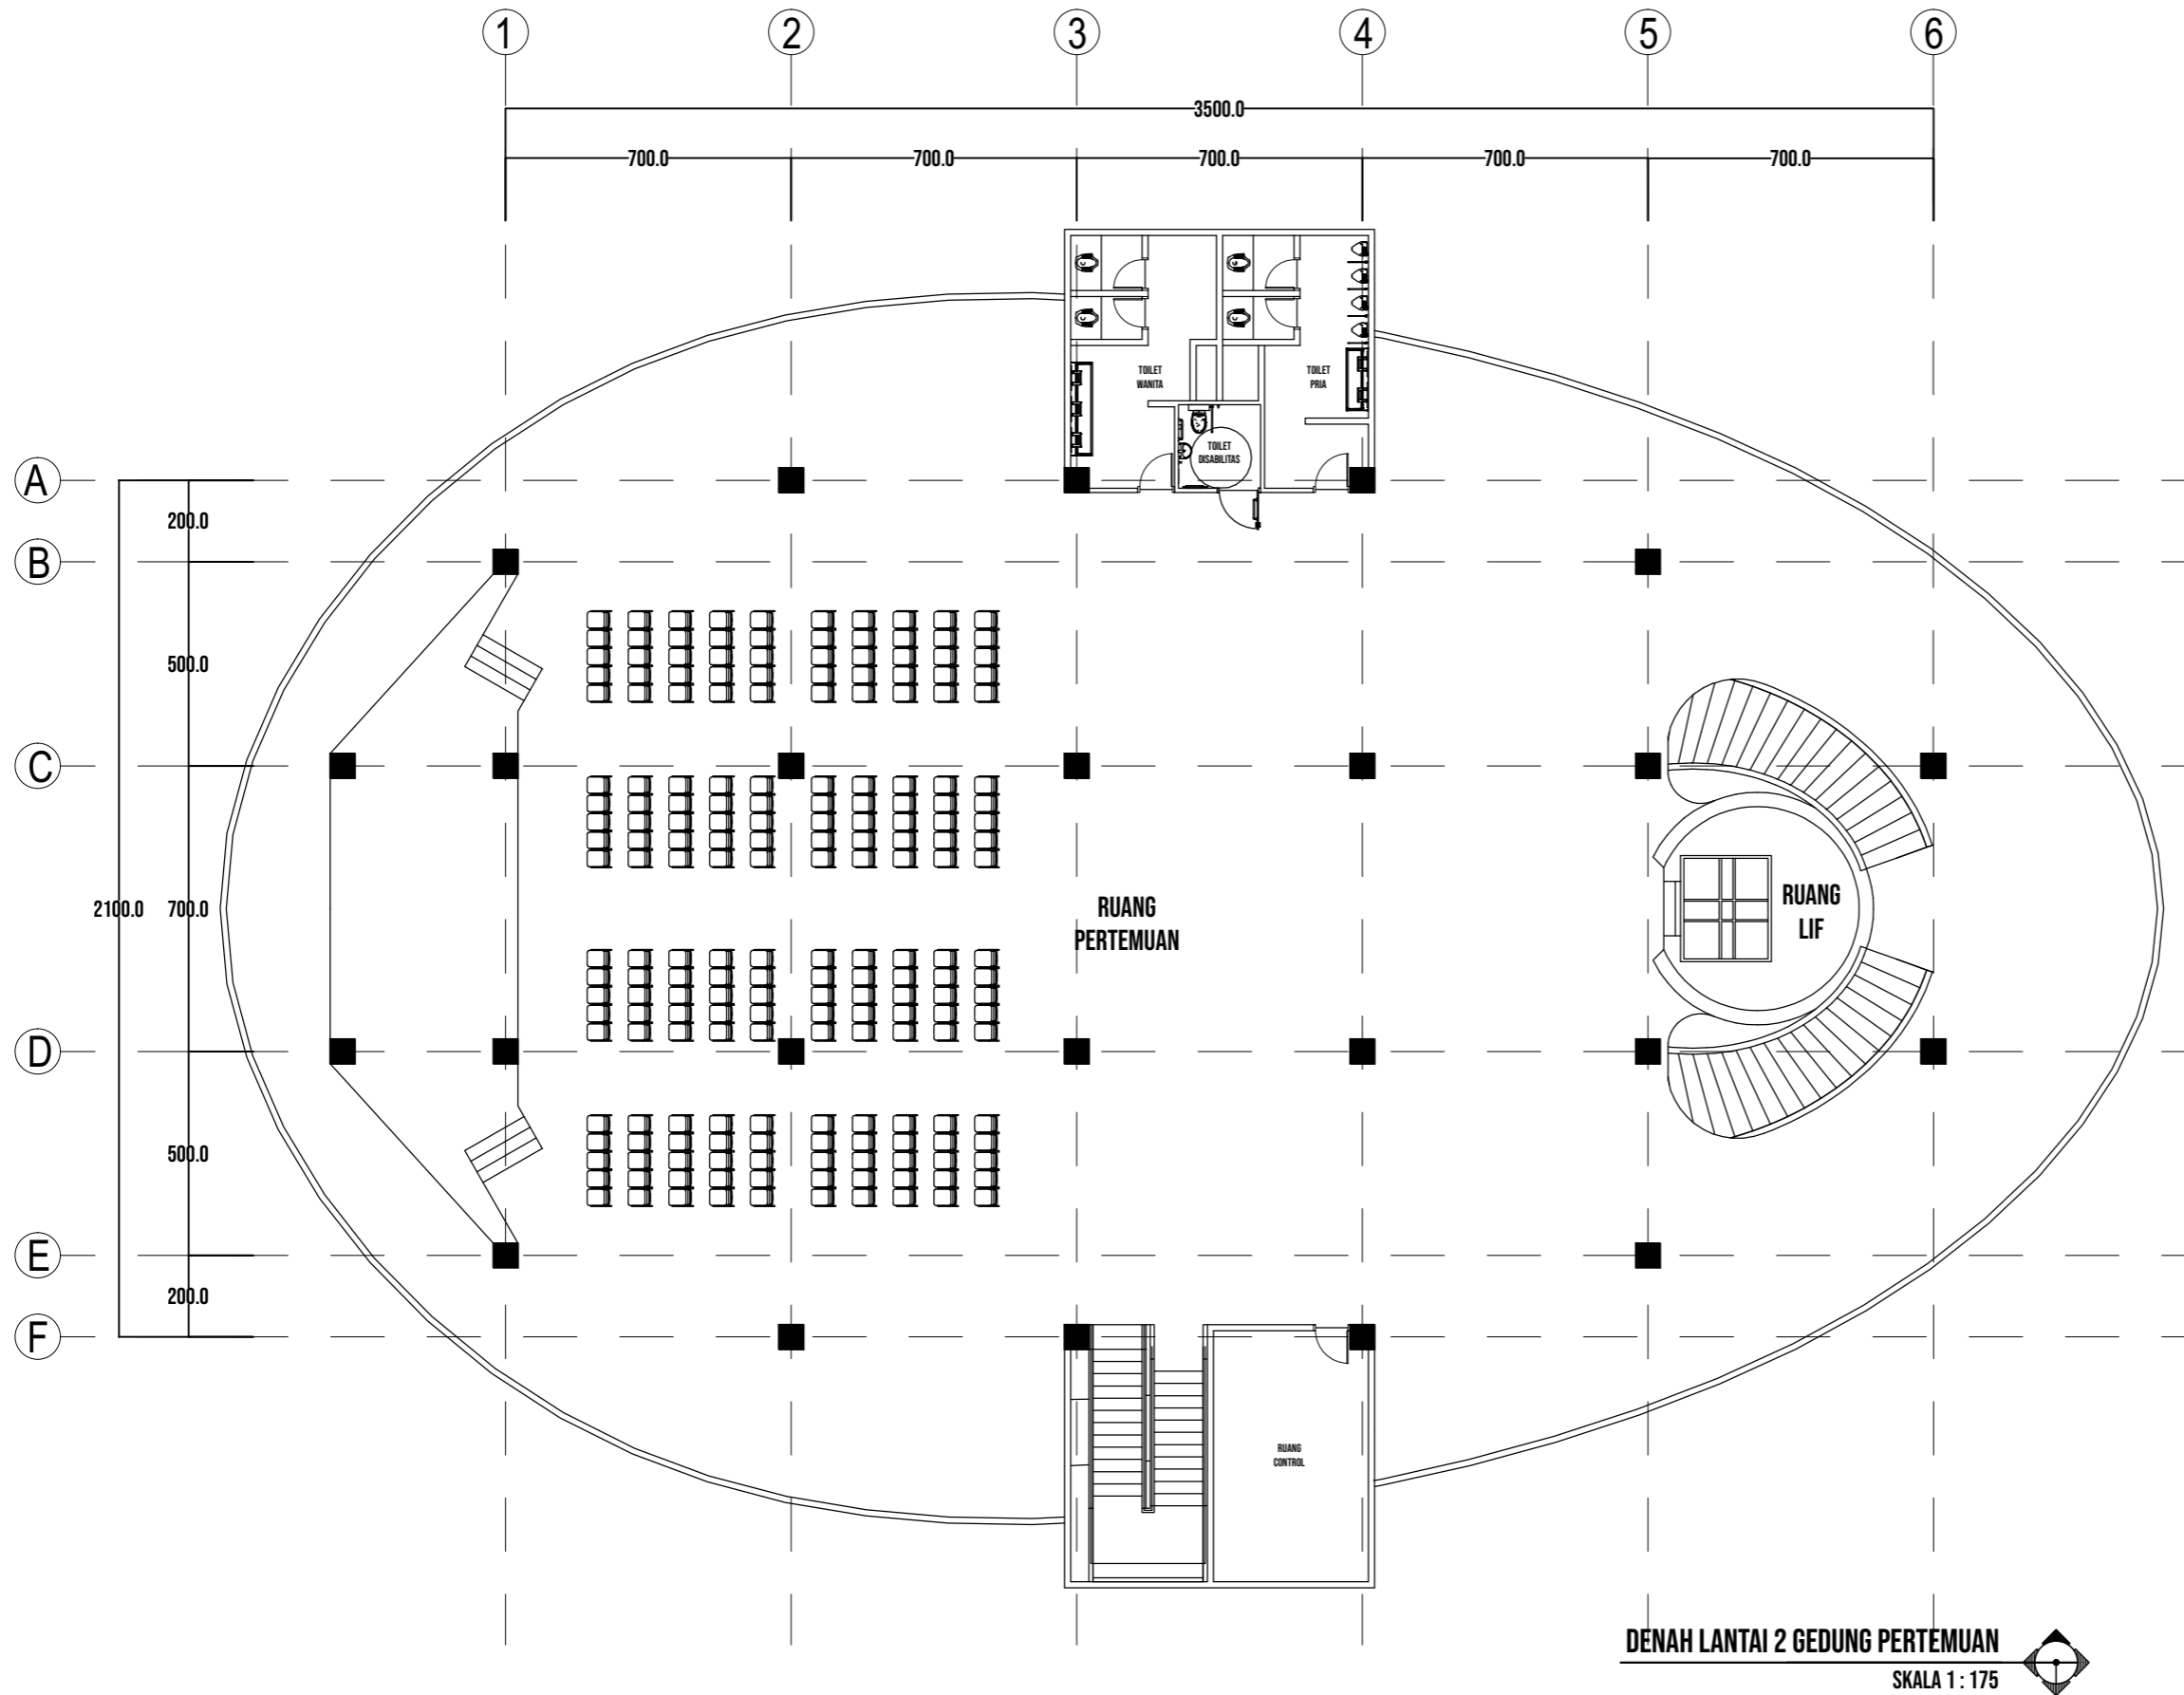 1 2 3 4 5 6
3500.0
700.0 700.0 700.0 700.0 700.0
TOILET
WANITA
TOILET
PRIA
TOILET
DISABILITAS
A
200.0
B
500.0
C
2100.0 700.0
RUANG
PERTEMUAN
RUANG
LIF
D
500.0
E
200.0
F
RUANG
CONTROL
DENAH LANTAI 2 GEDUNG PERTEMUAN
SKALA 1 : 175